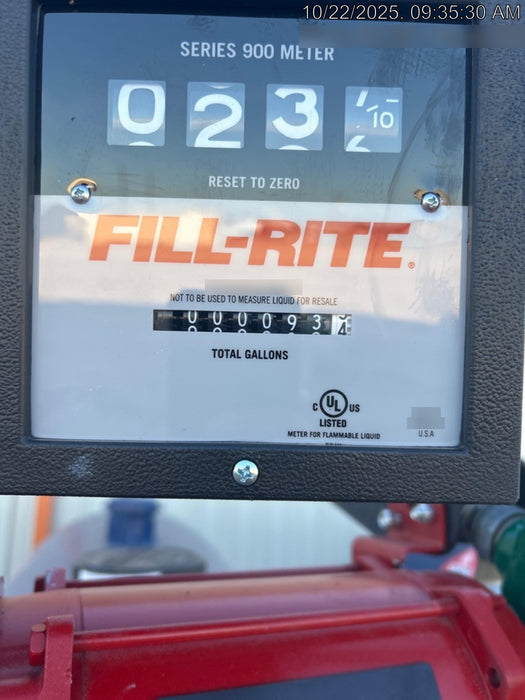 10/22/2025. 09:35:30 AM
SERIES 900 METER
0 2 3 /10
RESET TO ZERO
FILL-RITE®
NOT TO BE USED TO MEASURE LIQUID FOR RESALE
0 0 0 0 9 3
TOTAL GALLONS
C UL US
LISTED
METER FOR FLAMMABLE LIQUID
U.S.A